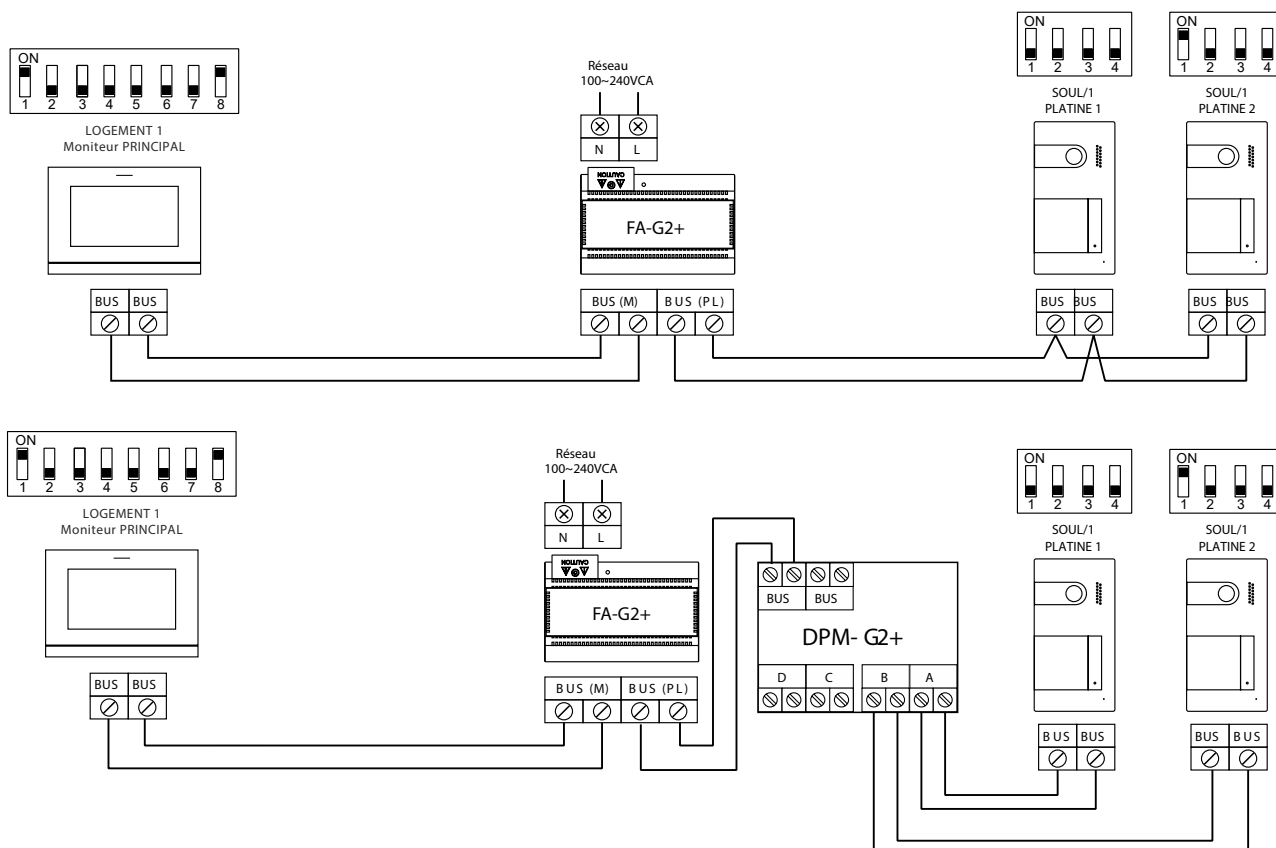 ON
1 2 3 4 5 6 7 8
LOGEMENT 1
Moniteur PRINCIPAL
BUS BUS
Réseau
100~240VCA
N L
CAUTION
FA-G2+
BUS (M) BUS (PL)
ON
1 2 3 4
SOUL/1
PLATINE 1
BUS BUS
ON
1 2 3 4
SOUL/1
PLATINE 2
BUS BUS
ON
1 2 3 4 5 6 7 8
LOGEMENT 1
Moniteur PRINCIPAL
BUS BUS
Réseau
100~240VCA
N L
CAUTION
FA-G2+
BUS (M) BUS (PL)
BUS BUS
DPM- G2+
D C B A
ON
1 2 3 4
SOUL/1
PLATINE 1
BUS BUS
ON
1 2 3 4
SOUL/1
PLATINE 2
BUS BUS